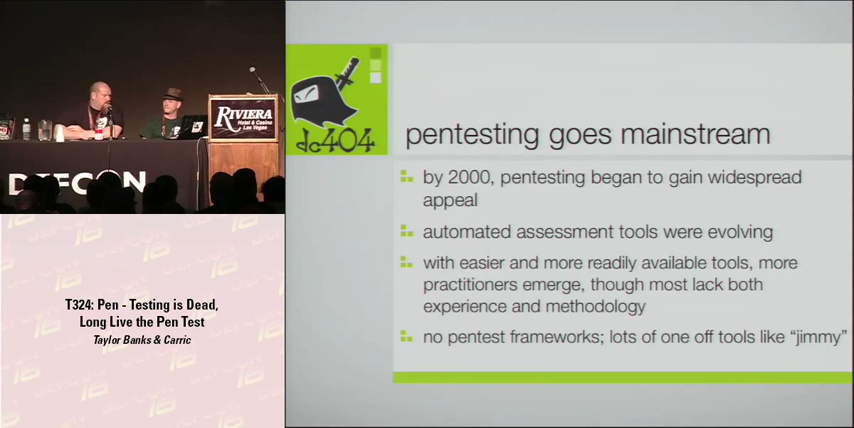 RIVIERA
Hotel & Casino
Las Vegas
DEFCON
T324: Pen - Testing is Dead,
Long Live the Pen Test
Taylor Banks & Carric
dc404
pentesting goes mainstream
by 2000, pentesting began to gain widespread
appeal
automated assessment tools were evolving
with easier and more readily available tools, more
practitioners emerge, though most lack both
experience and methodology
no pentest frameworks; lots of one off tools like “jimmy”